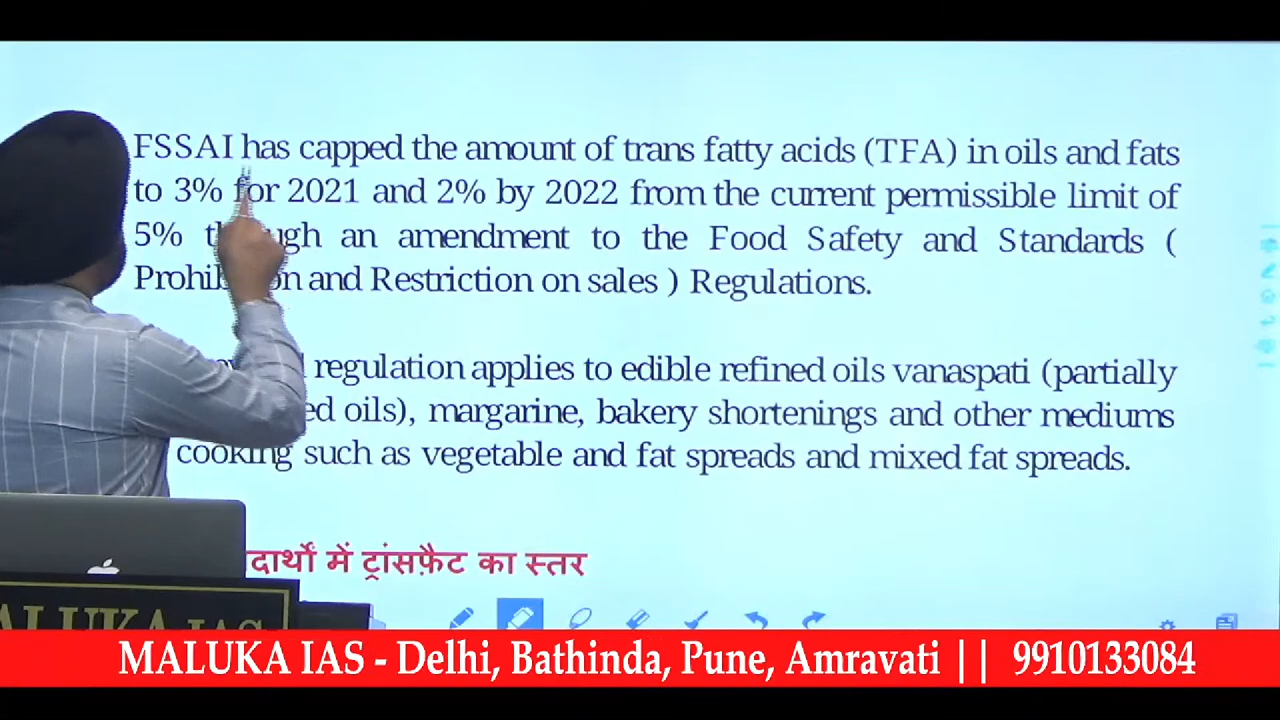 FSSAI has capped the amount of trans fatty acids (TFA) in oils and fats
to 3% for 2021 and 2% by 2022 from the current permissible limit of
5% through an amendment to the Food Safety and Standards (
Prohibition and Restriction on sales ) Regulations.
regulation applies to edible refined oils vanaspati (partially
oils), margarine, bakery shortenings and other mediums
cooking such as vegetable and fat spreads and mixed fat spreads.
में ट्रांसफ़ैट का स्तर
MALUKA IAS
MALUKA IAS - Delhi, Bathinda, Pune, Amravati || 9910133084